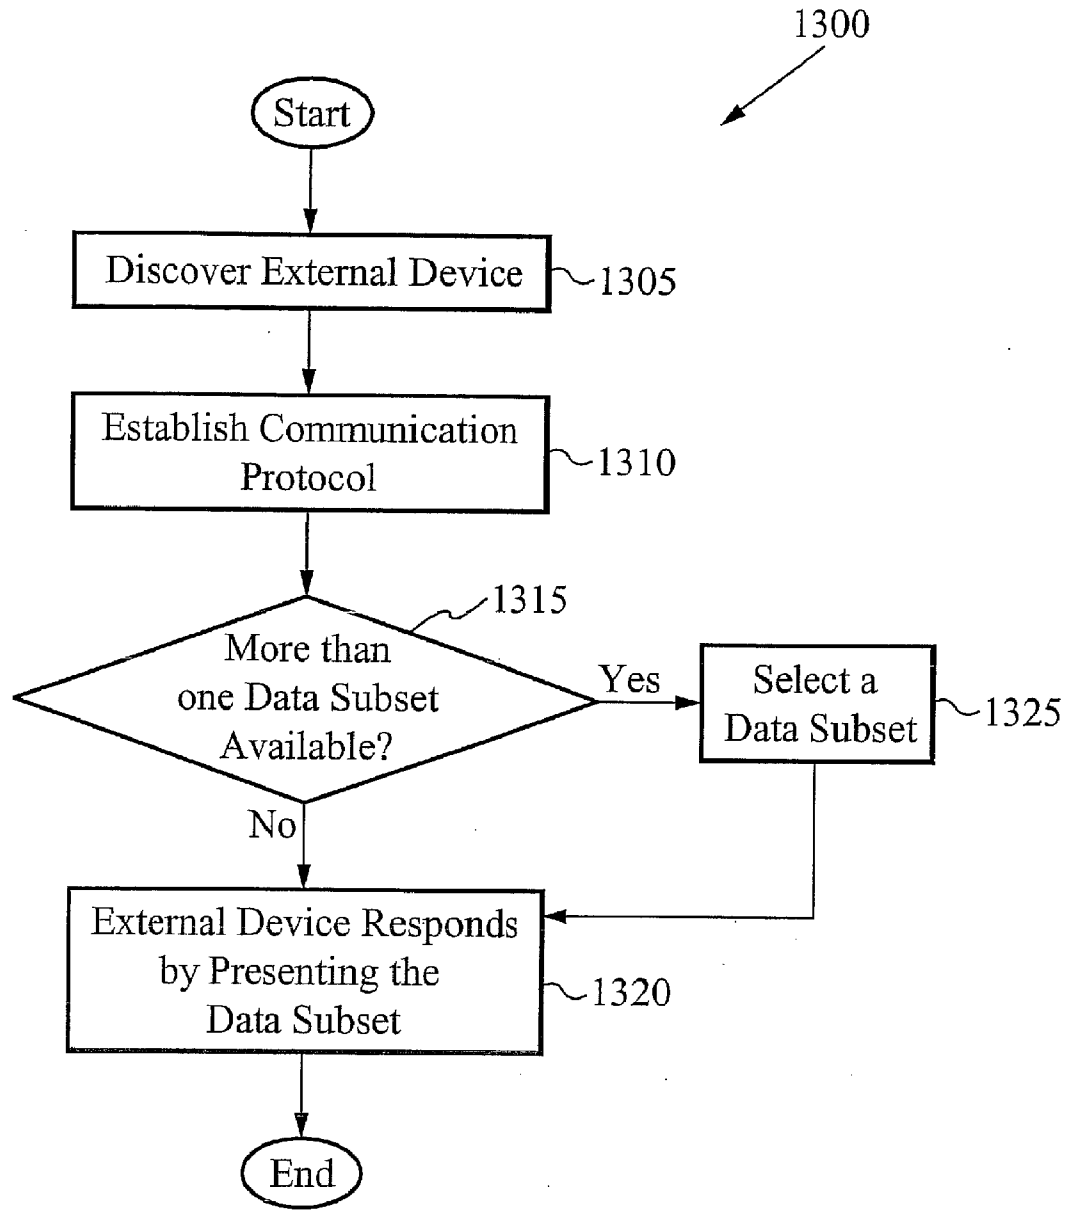 1300
Start
Discover External Device
1305
Establish Communication
Protocol
1310
1315
More than
one Data Subset
Available?
Yes
Select a
Data Subset
1325
No
External Device Responds
by Presenting the
Data Subset
1320
End